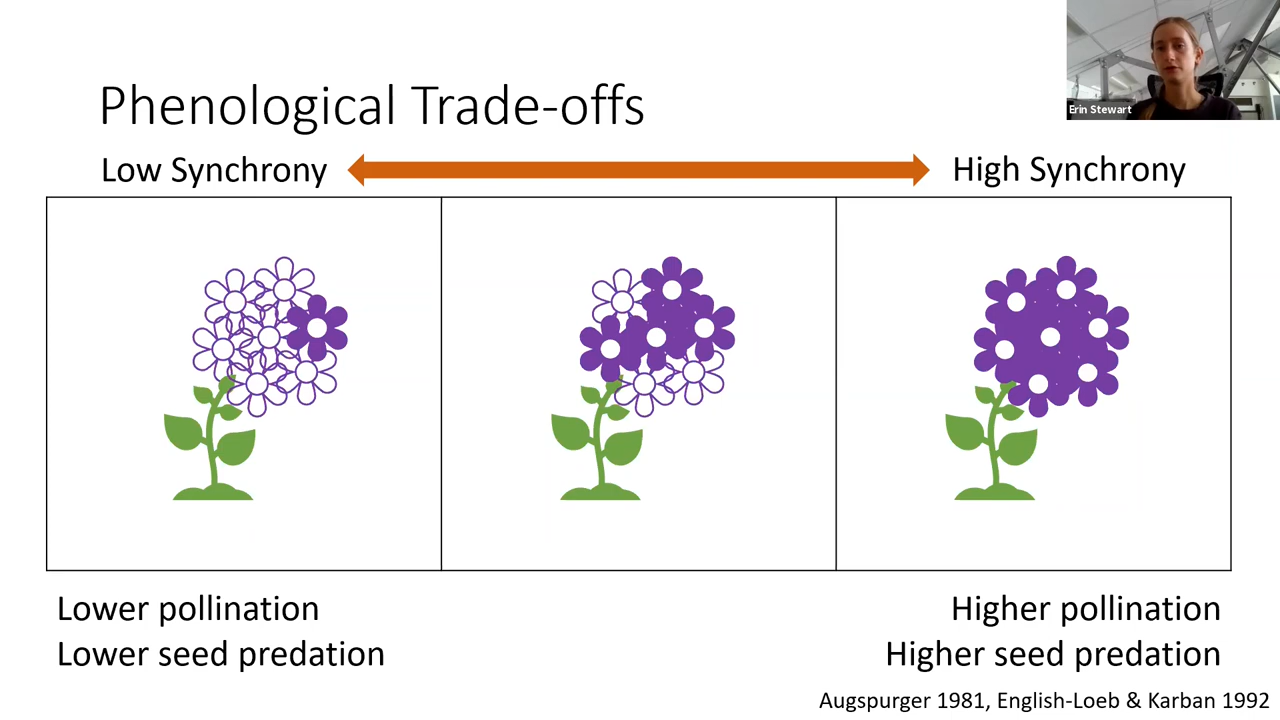 Erin Stewart
Phenological Trade-offs
Low Synchrony
High Synchrony
Lower pollination
Lower seed predation
Higher pollination
Higher seed predation
Augspurger 1981, English-Loeb & Karban 1992